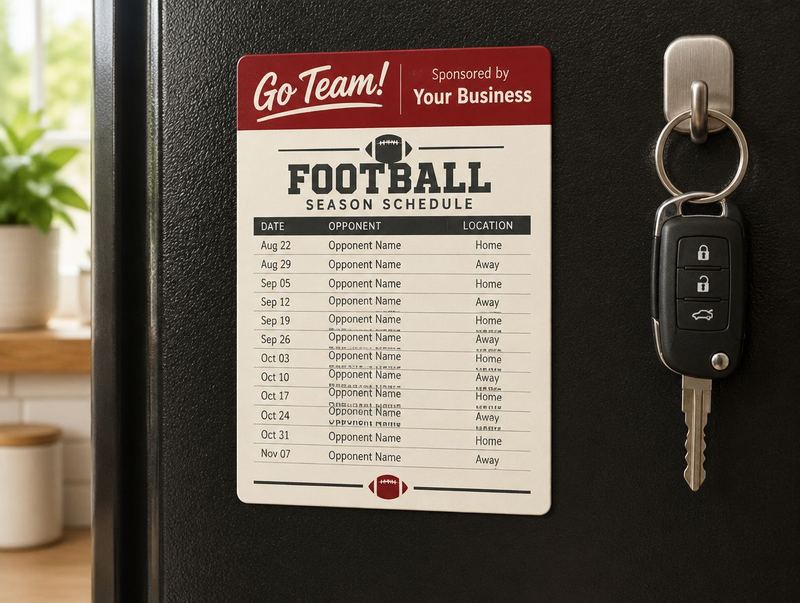 Go Team!
Sponsored by
Your Business
FOOTBALL
SEASON SCHEDULE
DATE OPPONENT LOCATION
Aug 22 Opponent Name Home
Aug 29 Opponent Name Away
Sep 05 Opponent Name Home
Sep 12 Opponent Name Away
Sep 19 Opponent Name Home
Sep 26 Opponent Name Away
Oct 03 Opponent Name Home
Oct 10 Opponent Name Away
Oct 17 Opponent Name Home
Oct 24 Opponent Name Away
Oct 31 Opponent Name Home
Nov 07 Opponent Name Away